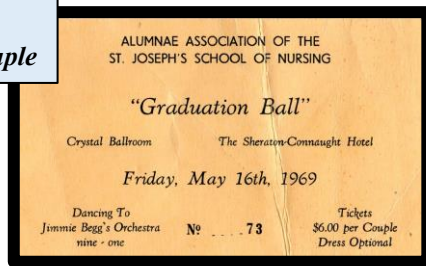 uple
ALUMNAE ASSOCIATION OF THE
ST. JOSEPH'S SCHOOL OF NURSING
"Graduation Ball"
Crystal Ballroom The Sheraton-Connaught Hotel
Friday, May 16th, 1969
Dancing To
Jimmie Begg's Orchestra
nine - one
Nº ....73
Tickets
$6.00 per Couple
Dress Optional